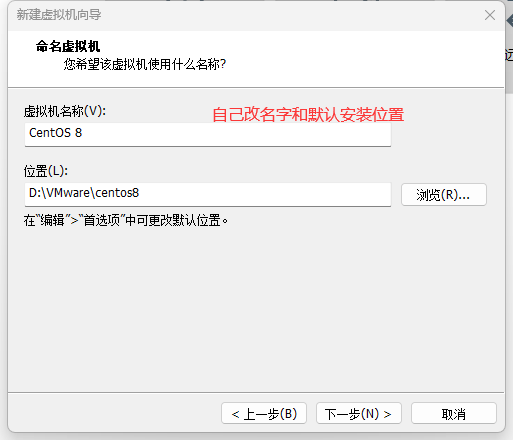 新建虚拟机向导
命名虚拟机
您希望该虚拟机使用什么名称?
虚拟机名称(V):
自己改名字和默认安装位置
CentOS 8
位置(L):
D:\VMware\centos8
浏览(R)...
在“编辑”>“首选项”中可更改默认位置。
< 上一步(B)
下一步(N) >
取消
远